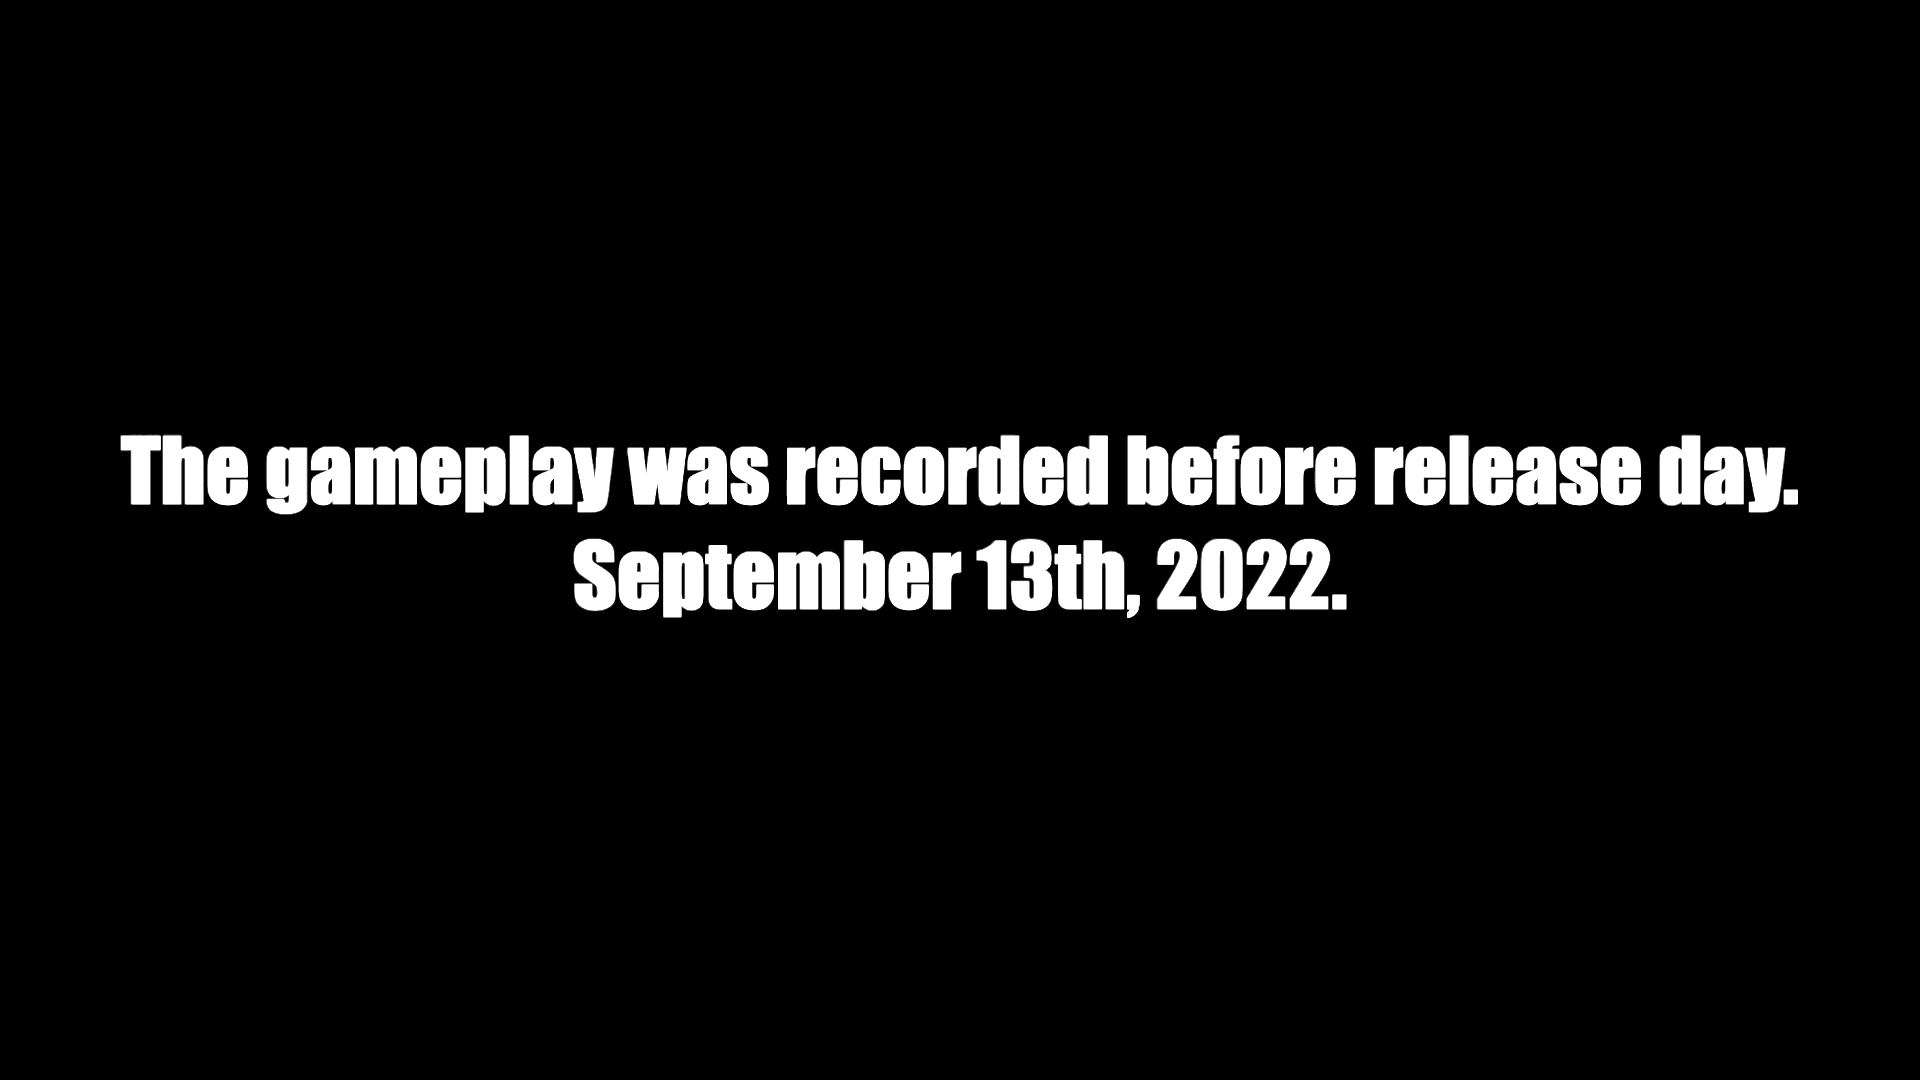 The gameplay was recorded before release day.
September 13th, 2022.